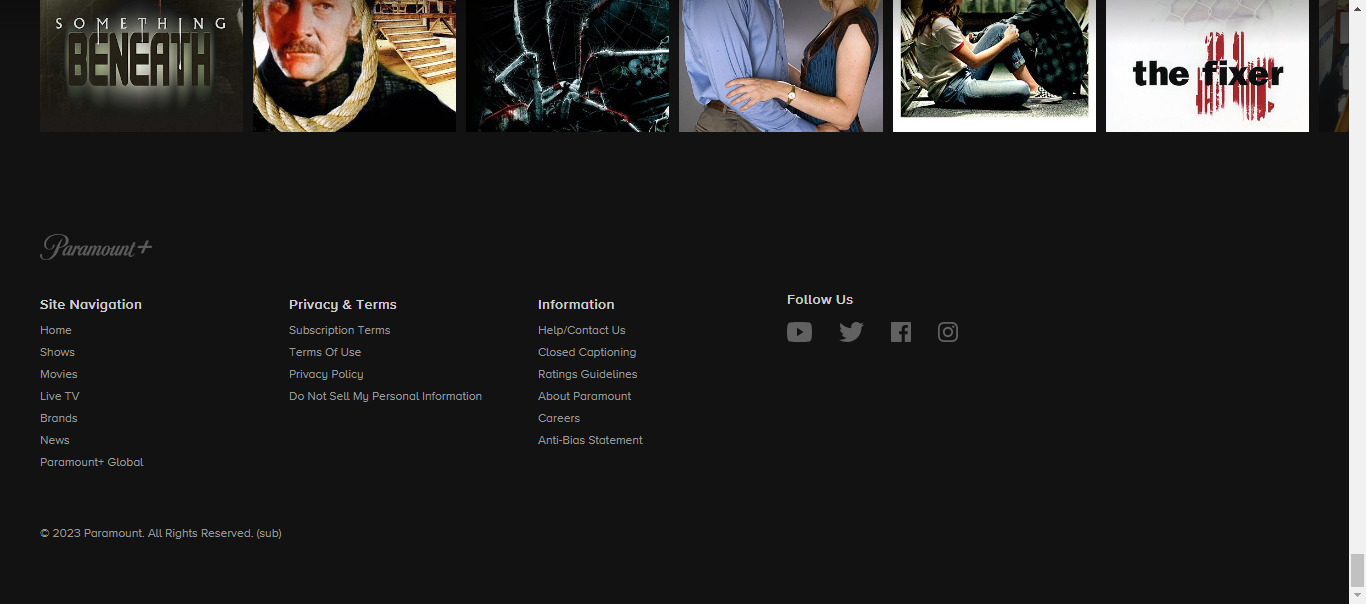 SOMETHING
BENEATH
the fixer
Paramount+
Site Navigation
Home
Shows
Movies
Live TV
Brands
News
Paramount+ Global
Privacy & Terms
Subscription Terms
Terms Of Use
Privacy Policy
Do Not Sell My Personal Information
Information
Help/Contact Us
Closed Captioning
Ratings Guidelines
About Paramount
Careers
Anti-Bias Statement
Follow Us
© 2023 Paramount. All Rights Reserved. (sub)